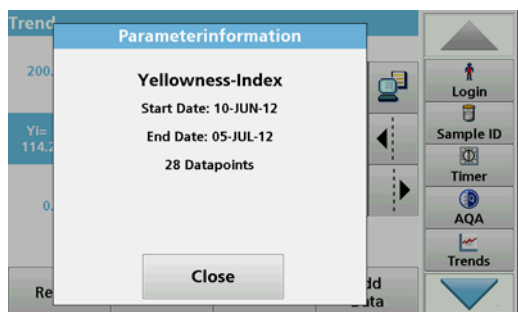 Trend
Parameterinformation
200.
Yellowness-Index
Start Date: 10-JUN-12
End Date: 05-JUL-12
28 Datapoints
YI=
114.2
0.
Close
Re
dd
ata
Login
Sample ID
Timer
AQA
Trends